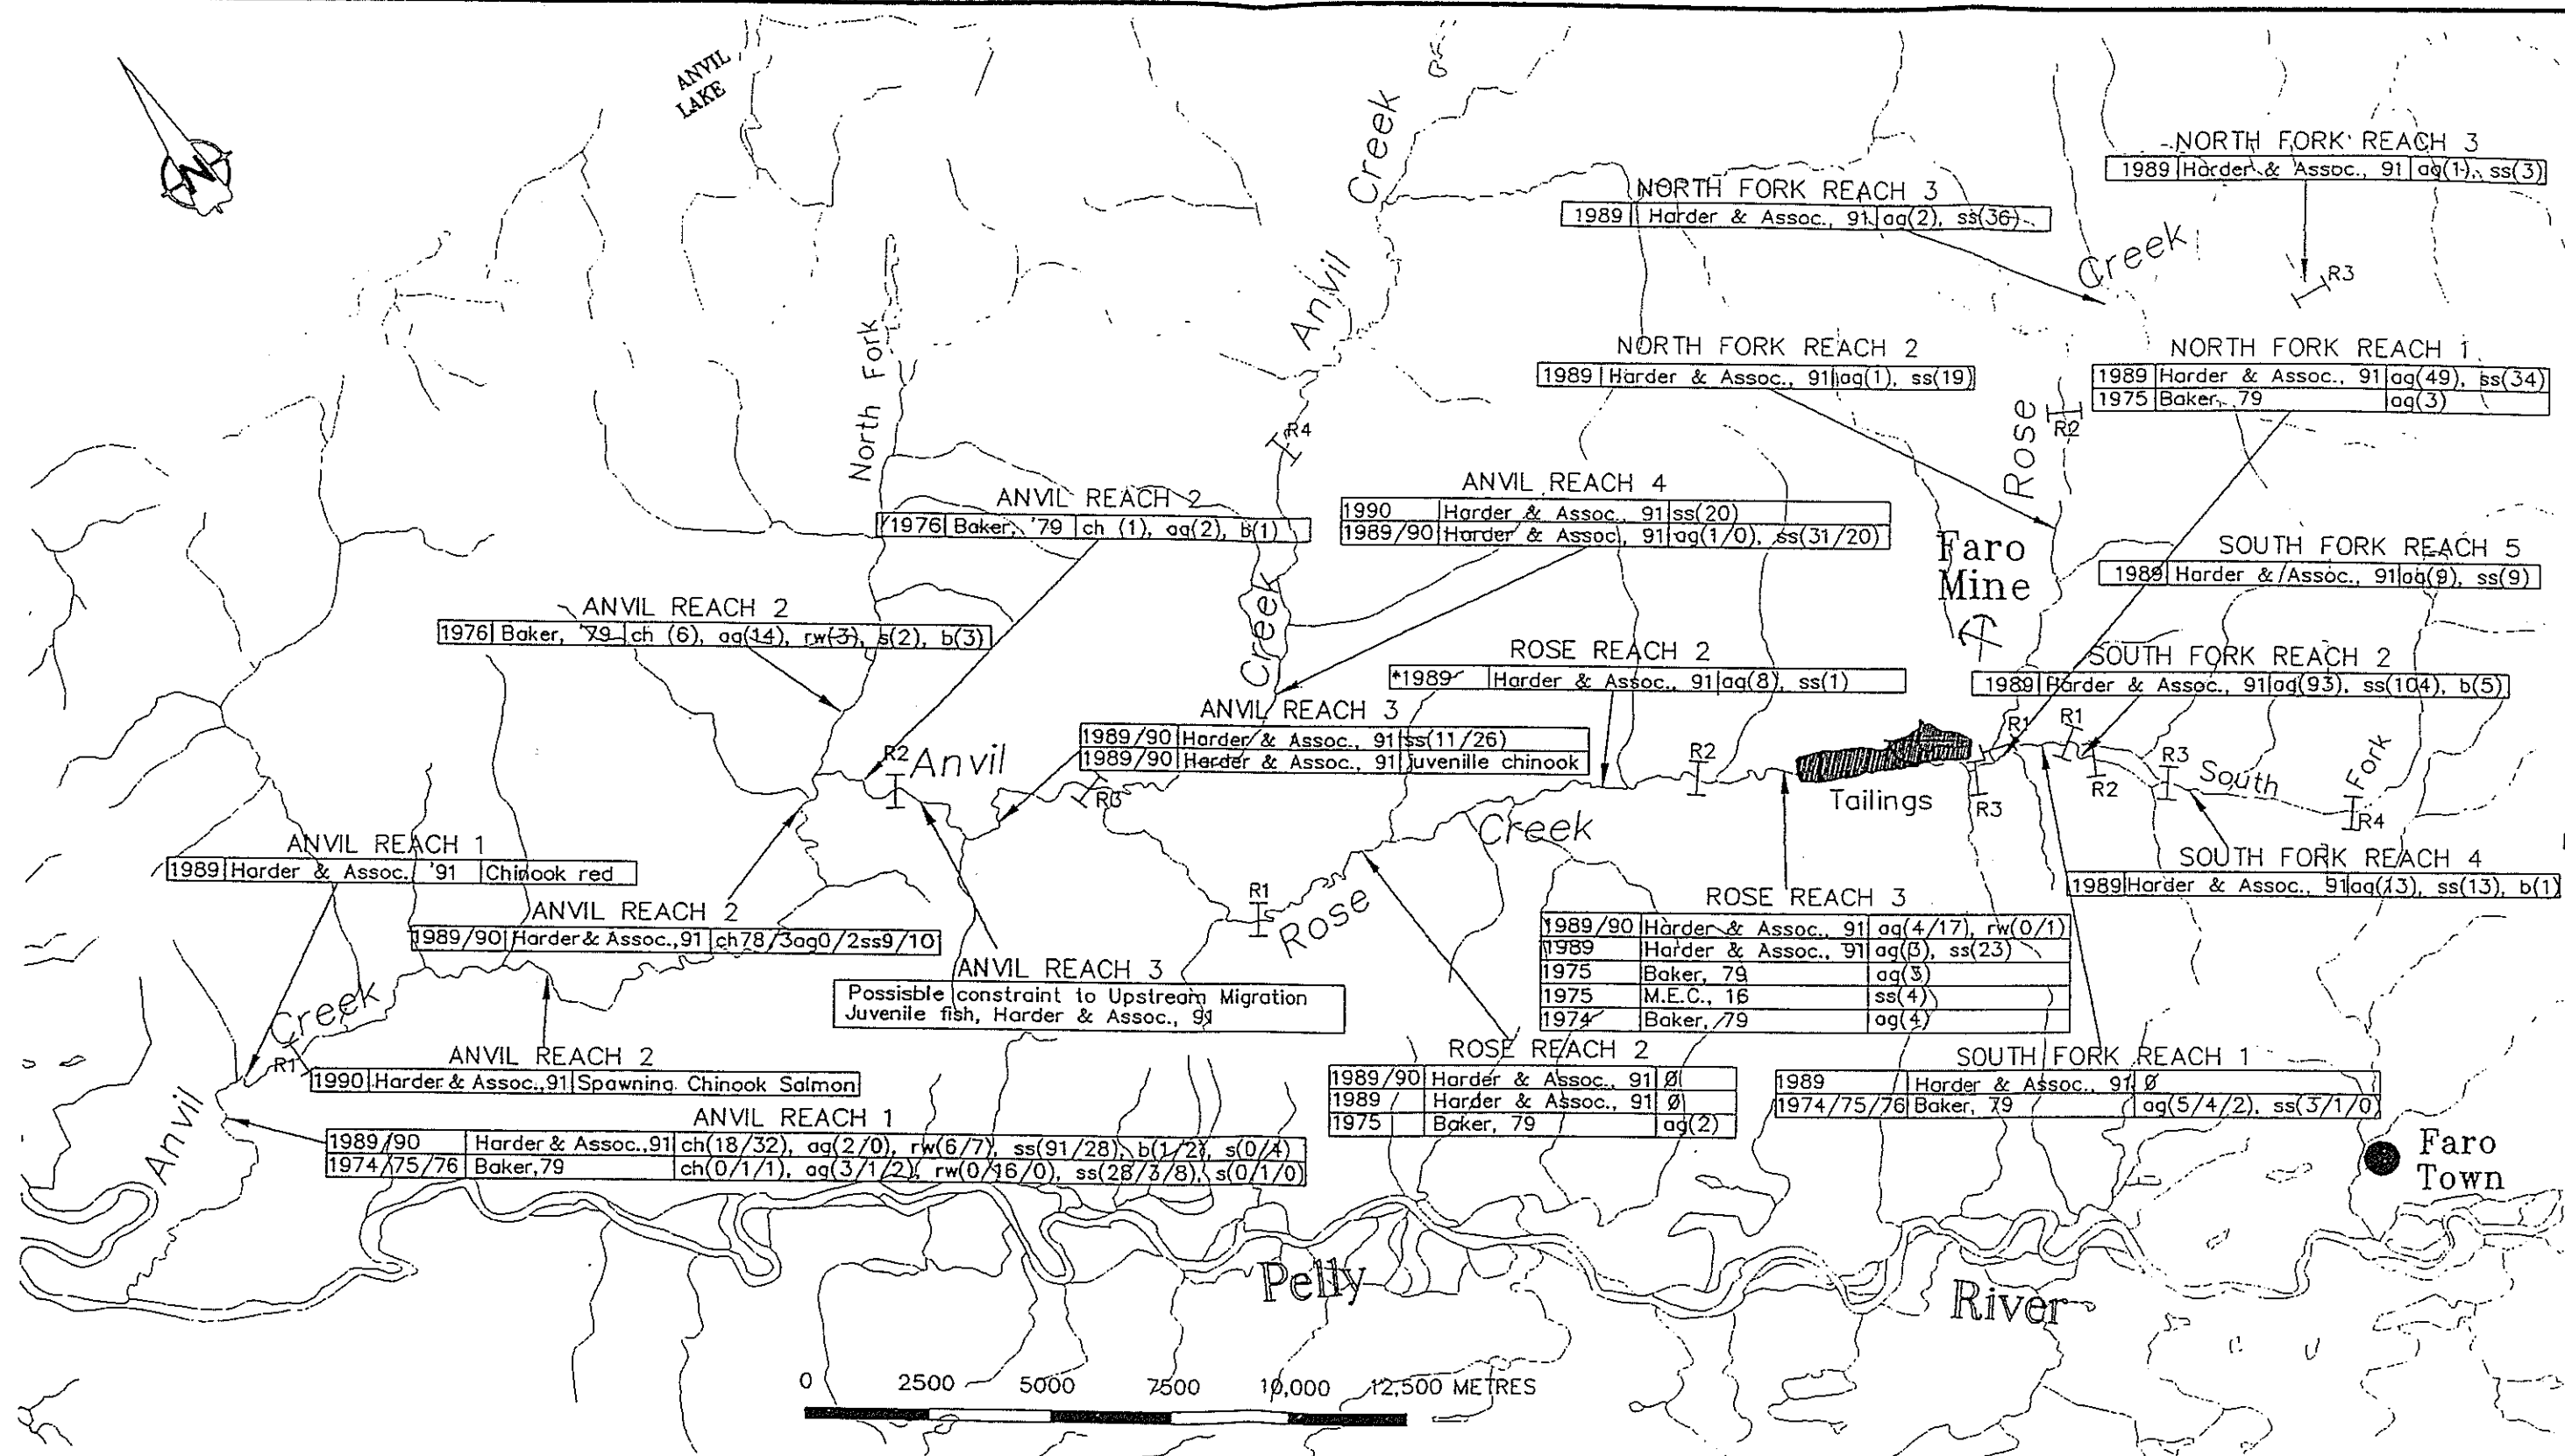 ANVIL
LAKE
N
Anvil Creek
NORTH FORK REACH 3
1989 Harder & Assoc., 91 ag(1), ss(3)
NORTH FORK REACH 3
1989 Harder & Assoc., 91 ag(2), ss(36)
Creek
R3
North Fork
NORTH FORK REACH 2
1989 Harder & Assoc., 91 ag(1), ss(19)
NORTH FORK REACH 1
1989 Harder & Assoc., 91 ag(49), ss(34)
1975 Baker, 79 ag(3)
Rose
R2
R4
ANVIL REACH 2
1976 Baker, '79 ch (1), ag(2), b(1)
ANVIL REACH 4
1990 Harder & Assoc., 91 ss(20)
1989/90 Harder & Assoc, 91 ag(1/0), ss(31/20)
Faro
Mine
SOUTH FORK REACH 5
1989 Harder & Assoc., 91 ag(9), ss(9)
ANVIL REACH 2
1976 Baker, '79 ch (6), ag(14), rw(3), s(2), b(3)
Creek
ROSE REACH 2
*1989 Harder & Assoc., 91 ag(8), ss(1)
SOUTH FORK REACH 2
1989 Harder & Assoc., 91 ag(93), ss(104), b(5)
ANVIL REACH 3
1989/90 Harder & Assoc., 91 ss(11/26)
1989/90 Harder & Assoc., 91 juvenille chinook
R2
Anvil
R3
R2
Tailings
R3
R1
R1
R2
R3
South Fork
R4
Creek
ANVIL REACH 1
1989 Harder & Assoc. '91 Chinook red
SOUTH FORK REACH 4
1989 Harder & Assoc., 91 ag(13), ss(13), b(1)
ANVIL REACH 2
1989/90 Harder & Assoc.,91 ch78/3ag0/2ss9/10
R1
Rose
ROSE REACH 3
1989/90 Harder & Assoc., 91 ag(4/17), rw(0/1)
1989 Harder & Assoc., 91 ag(3), ss(23)
1975 Baker, 79 ag(3)
1975 M.E.C., 16 ss(4)
1974 Baker, 79 ag(4)
ANVIL REACH 3
Possisble constraint to Upstream Migration
Juvenile fish, Harder & Assoc., 91
Creek
R1
ANVIL REACH 2
1990 Harder & Assoc.,91 Spawning Chinook Salmon
ROSE REACH 2
1989/90 Harder & Assoc., 91 Ø
1989 Harder & Assoc., 91 Ø
1975 Baker, 79 ag(2)
SOUTH FORK REACH 1
1989 Harder & Assoc., 91 Ø
1974/75/76 Baker, 79 ag(5/4/2), ss(3/1/0)
Anvil
ANVIL REACH 1
1989/90 Harder & Assoc.,91 ch(18/32), ag(2/0), rw(6/7), ss(91/28), b(1/2), s(0/4)
1974/75/76 Baker,79 ch(0/1/1), ag(3/1/2), rw(0/16/0), ss(28/3/8), s(0/1/0)
Faro
Town
Pelly River
0 2500 5000 7500 10,000 12,500 METRES